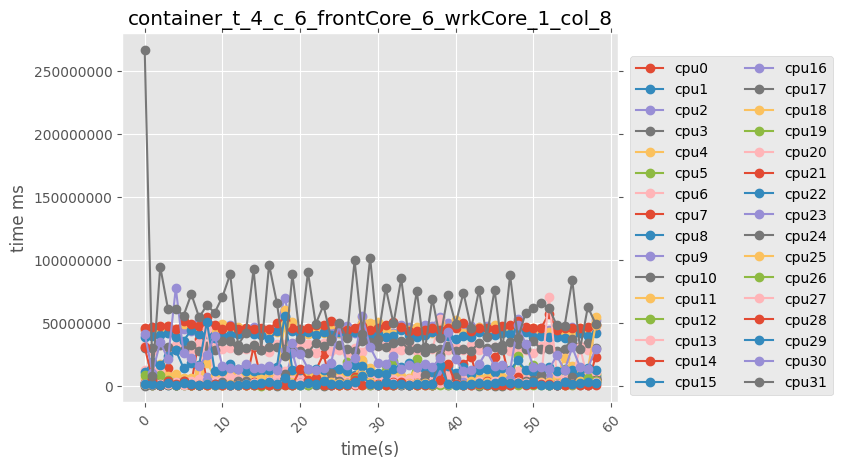 container_t_4_c_6_frontCore_6_wrkCore_1_col_8
time ms
250000000
200000000
150000000
100000000
50000000
0
0
10
20
30
40
50
60
time(s)
cpu0
cpu1
cpu2
cpu3
cpu4
cpu5
cpu6
cpu7
cpu8
cpu9
cpu10
cpu11
cpu12
cpu13
cpu14
cpu15
cpu16
cpu17
cpu18
cpu19
cpu20
cpu21
cpu22
cpu23
cpu24
cpu25
cpu26
cpu27
cpu28
cpu29
cpu30
cpu31